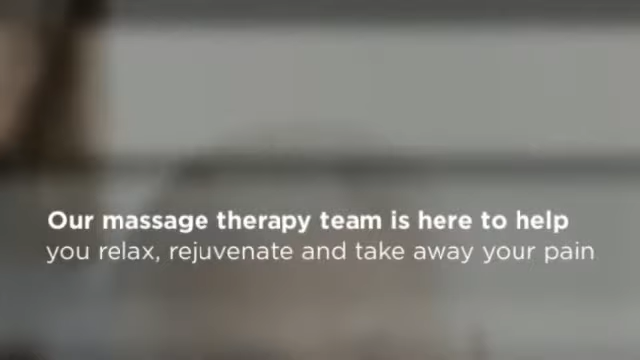 Our massage therapy team is here to help
you relax, rejuvenate and take away your pain